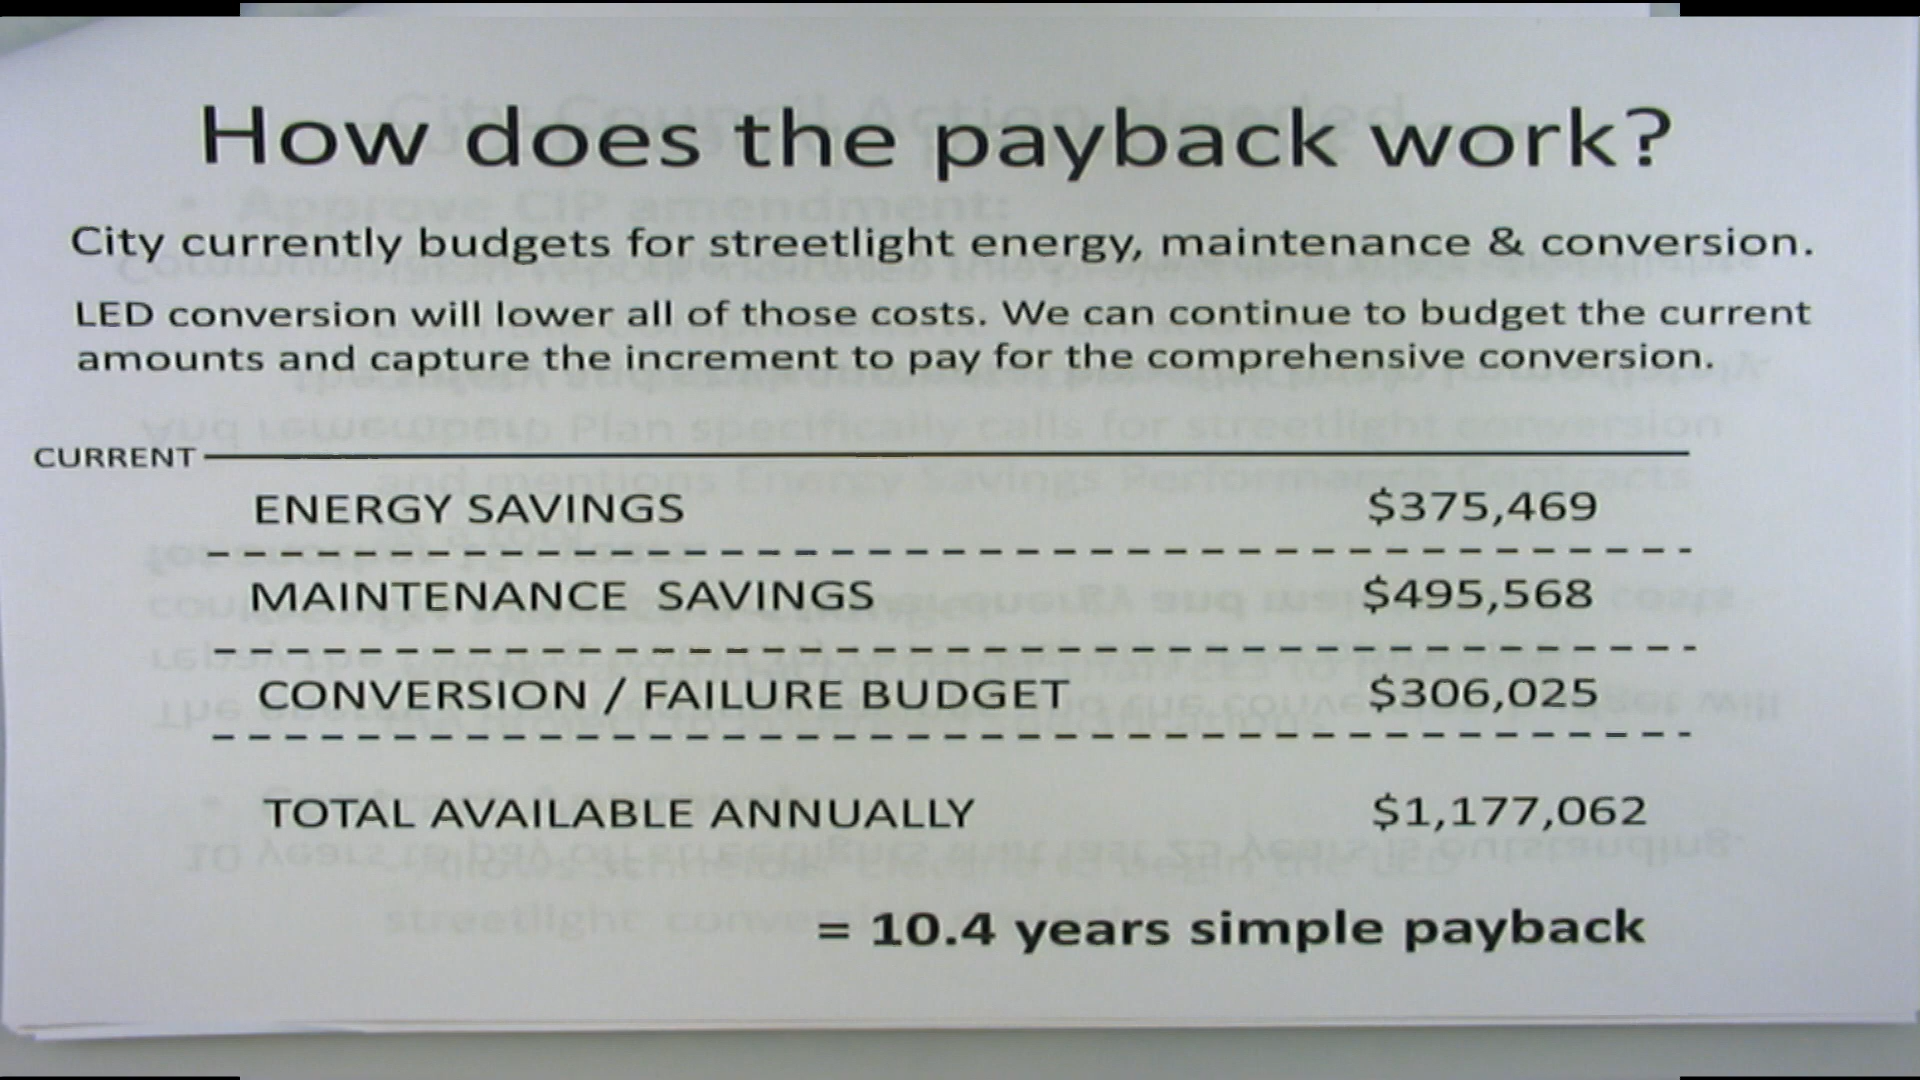 How does the payback work?
City currently budgets for streetlight energy, maintenance & conversion.
LED conversion will lower all of those costs. We can continue to budget the current
amounts and capture the increment to pay for the comprehensive conversion.
CURRENT
ENERGY SAVINGS $375,469
MAINTENANCE SAVINGS $495,568
CONVERSION / FAILURE BUDGET $306,025
TOTAL AVAILABLE ANNUALLY $1,177,062
= 10.4 years simple payback